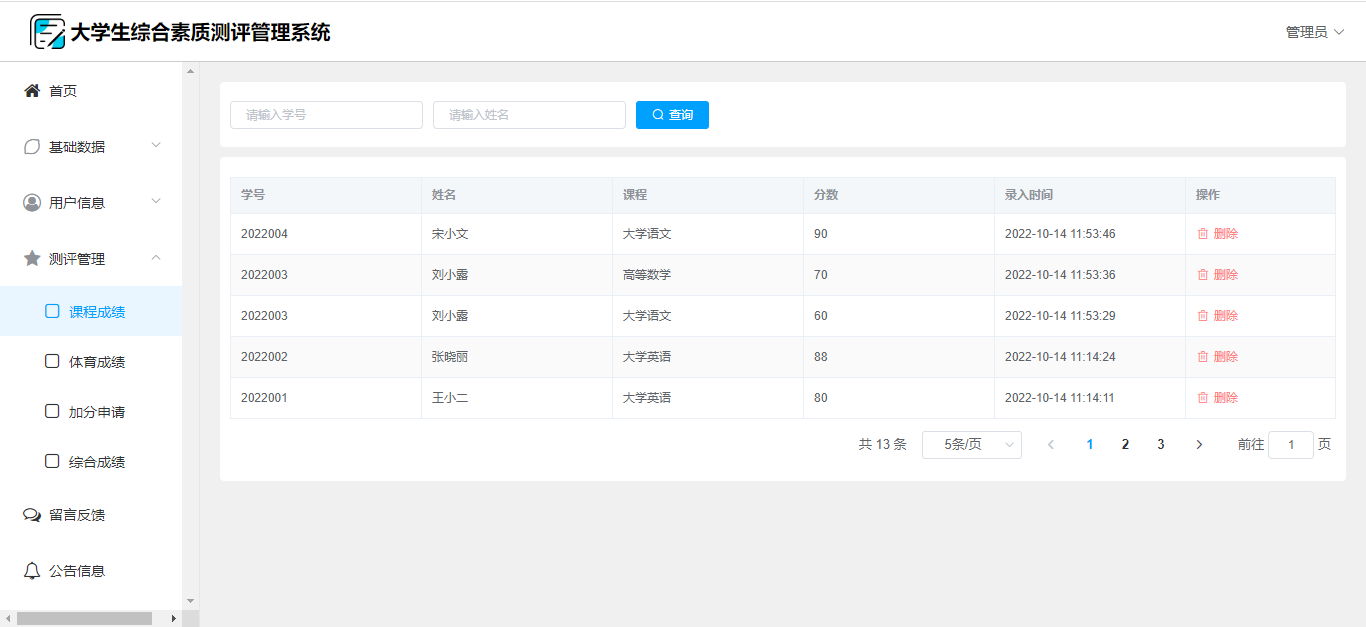 大学生综合素质测评管理系统
管理员
首页
基础数据
用户信息
测评管理
课程成绩
体育成绩
加分申请
综合成绩
留言反馈
公告信息
请输入学号 请输入姓名 查询
学号 姓名 课程 分数 录入时间 操作
2022004 宋小文 大学语文 90 2022-10-14 11:53:46 删除
2022003 刘小露 高等数学 70 2022-10-14 11:53:36 删除
2022003 刘小露 大学语文 60 2022-10-14 11:53:29 删除
2022002 张晓丽 大学英语 88 2022-10-14 11:14:24 删除
2022001 王小二 大学英语 80 2022-10-14 11:14:11 删除
共 13 条 5条/页 1 2 3 前往 1 页